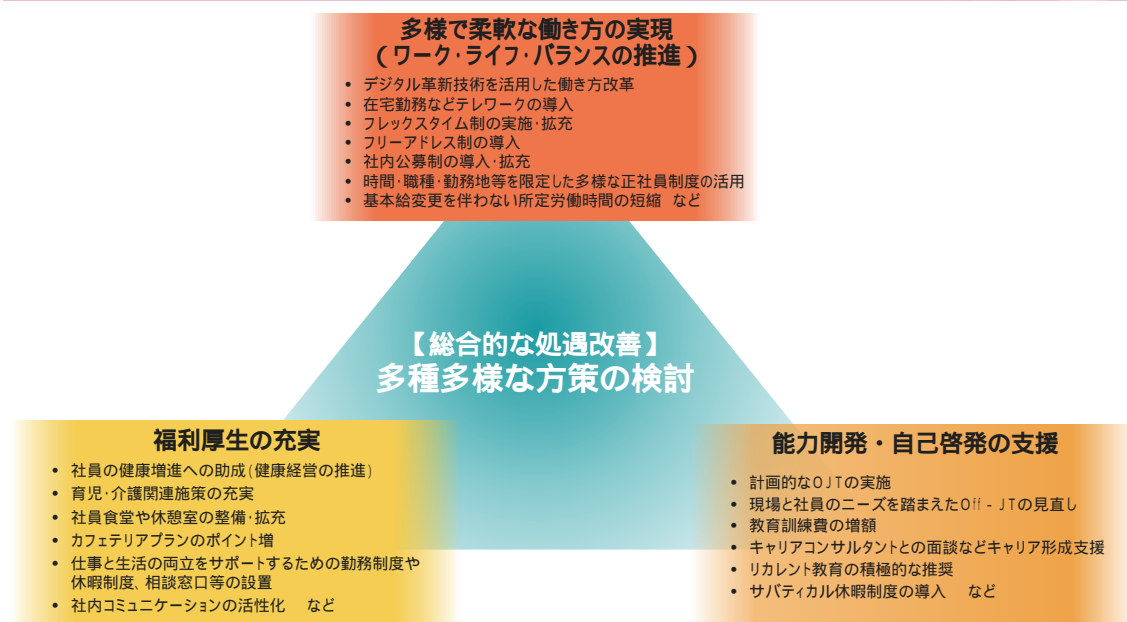 多様で柔軟な働き方の実現
(ワーク・ライフ・バランスの推進)
• デジタル革新技術を活用した働き方改革
• 在宅勤務などテレワークの導入
• フレックスタイム制の実施・拡充
• フリーアドレス制の導入
• 社内公募制の導入・拡充
• 時間・職種・勤務地等を限定した多様な正社員制度の活用
• 基本給変更を伴わない所定労働時間の短縮 など
【総合的な処遇改善】
多種多様な方策の検討
福利厚生の充実
• 社員の健康増進への助成(健康経営の推進)
• 育児・介護関連施策の充実
• 社員食堂や休憩室の整備・拡充
• カフェテリアプランのポイント増
• 仕事と生活の両立をサポートするための勤務制度や
休暇制度、相談窓口等の設置
• 社内コミュニケーションの活性化 など
能力開発・自己啓発の支援
• 計画的なOJTの実施
• 現場と社員のニーズを踏まえたOff-JTの見直し
• 教育訓練費の増額
• キャリアコンサルタントとの面談などキャリア形成支援
• リカレント教育の積極的な推奨
• サバティカル休暇制度の導入 など